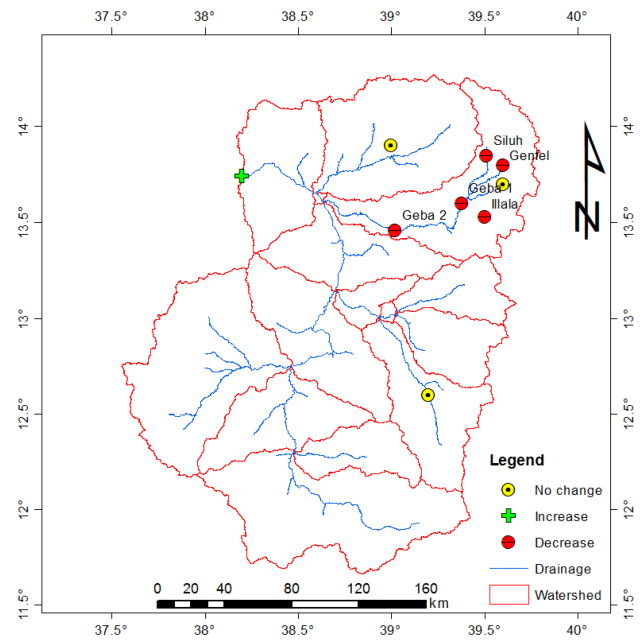 38° 38.5° 39° 39.5° 40°
14°
14°
Siluh
Genfel
Geba 1
Illala
Geba 2
N
13.5°
13.5°
13°
13°
12.5°
12.5°
12°
12°
11.5°
11.5°
Legend
No change
Increase
Decrease
Drainage
Watershed
0 20 40 80 120 160
km
37.5° 38° 38.5° 39° 39.5° 40°